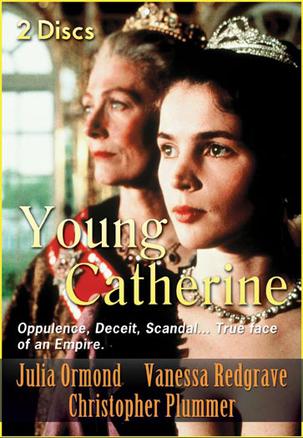 2 Discs
Young
Catherine
Oppulence, Deceit, Scandal... True face
of an Empire.
Julia Ormond Vanessa Redgrave
Christopher Plummer